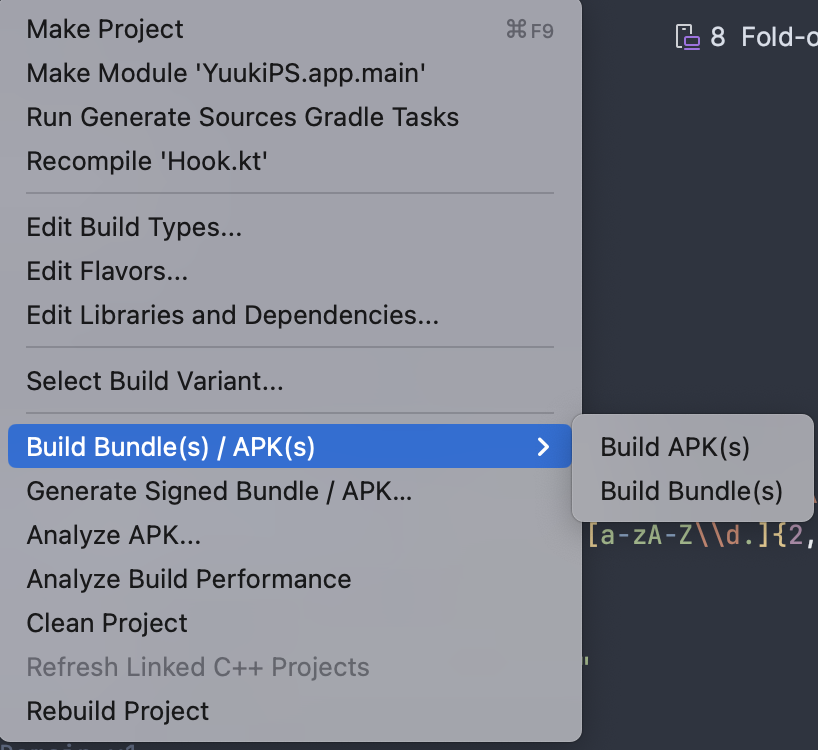 Make Project ⌘F9
Make Module 'YuukiPS.app.main'
Run Generate Sources Gradle Tasks
Recompile 'Hook.kt'
Edit Build Types...
Edit Flavors...
Edit Libraries and Dependencies...
Select Build Variant...
Build Bundle(s) / APK(s)
Generate Signed Bundle / APK...
Analyze APK...
Analyze Build Performance
Clean Project
Refresh Linked C++ Projects
Rebuild Project
8 Fold-o
Build APK(s)
Build Bundle(s)
[a-zA-Z\\d.]{2,
"